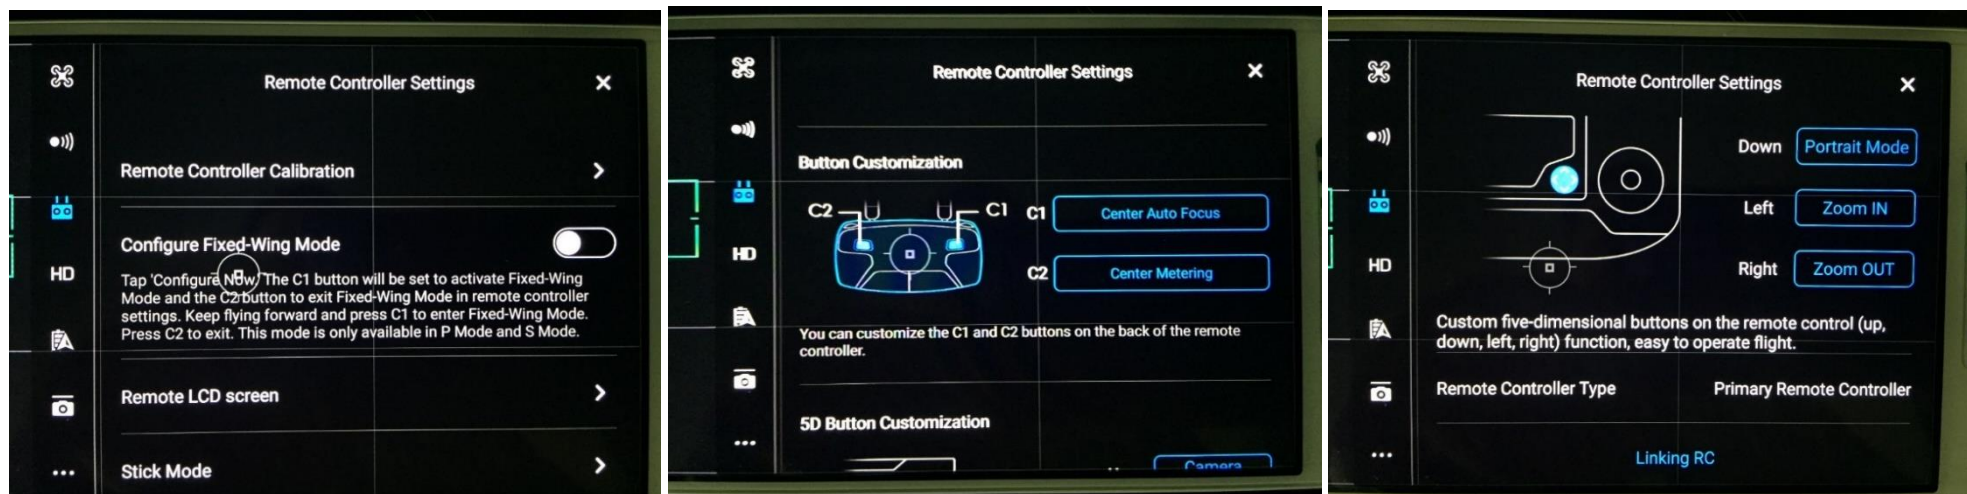 Remote Controller Settings
Remote Controller Calibration
Configure Fixed-Wing Mode
Tap 'Configure Now.' The C1 button will be set to activate Fixed-Wing
Mode and the C2 button to exit Fixed-Wing Mode in remote controller
settings. Keep flying forward and press C1 to enter Fixed-Wing Mode.
Press C2 to exit. This mode is only available in P Mode and S Mode.
HD
Remote LCD screen
Stick Mode
Remote Controller Settings
Button Customization
C2
C1
C1
Center Auto Focus
C2
Center Metering
HD
You can customize the C1 and C2 buttons on the back of the remote
controller.
5D Button Customization
Camera
Remote Controller Settings
Down
Portrait Mode
Left
Zoom IN
Right
Zoom OUT
HD
Custom five-dimensional buttons on the remote control (up,
down, left, right) function, easy to operate flight.
Remote Controller Type
Primary Remote Controller
Linking RC